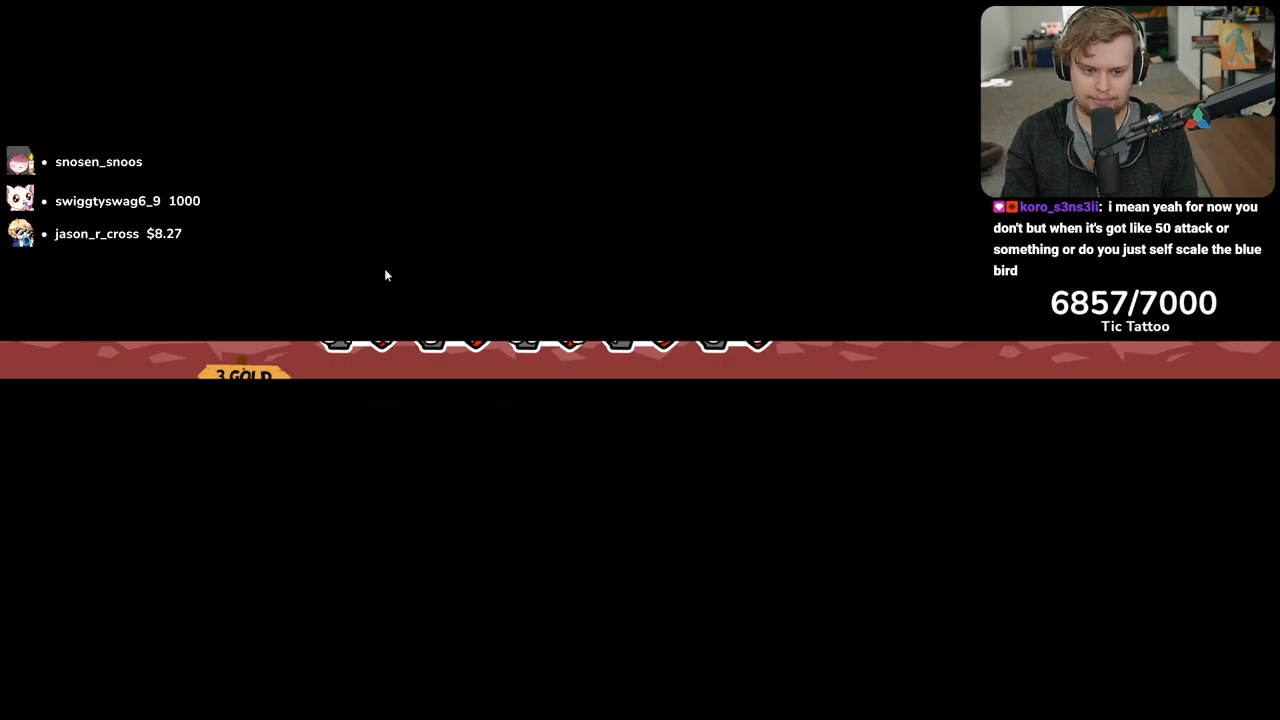 snosen_snoos
swiggtyswag6_9 1000
jason_r_cross $8.27
koro_s3ns3ii: i mean yeah for now you
don't but when it's got like 50 attack or
something or do you just self scale the blue
bird
6857/7000
Tic Tattoo
3 GOLD